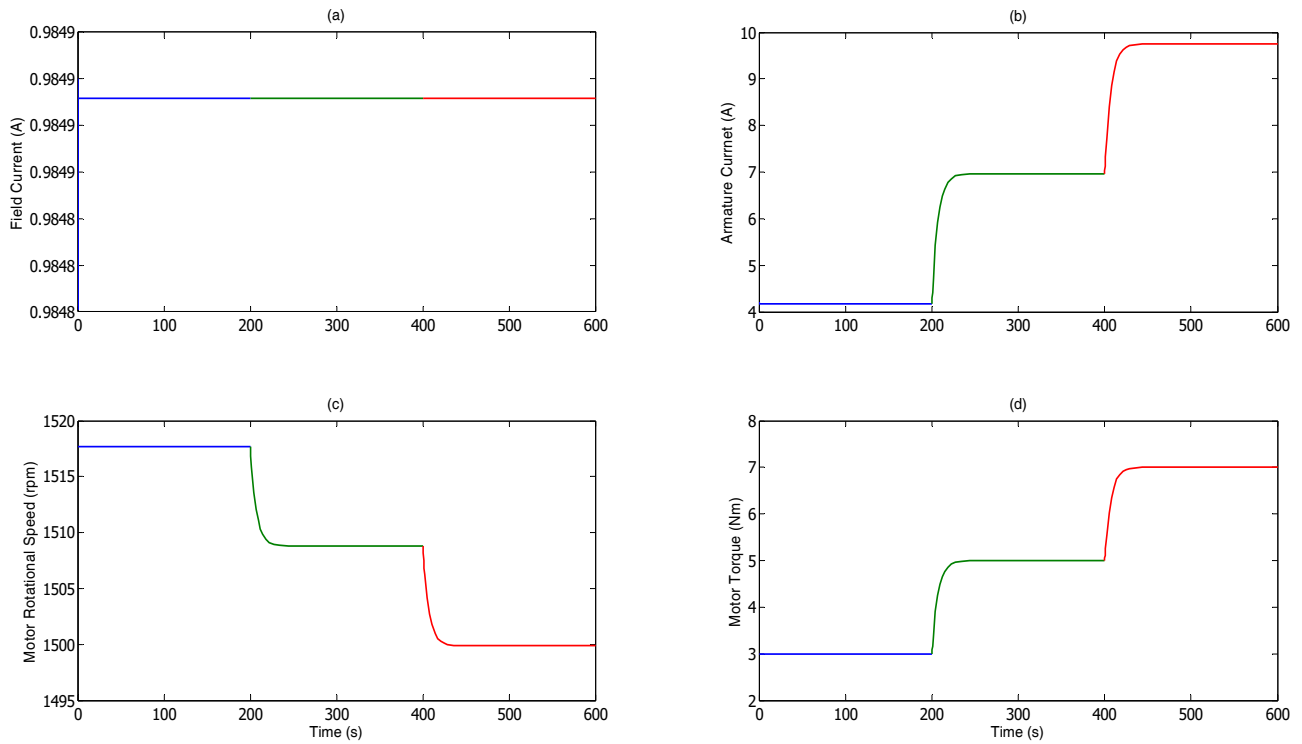 (a)
0.9849
0.9849
0.9849
0.9849
0.9848
0.9848
0.9848
Field Current (A)
0 100 200 300 400 500 600
(b)
10
9
8
7
6
5
4
Armature Currnet (A)
0 100 200 300 400 500 600
(c)
1520
1515
1510
1505
1500
1495
Motor Rotational Speed (rpm)
0 100 200 300 400 500 600
Time (s)
(d)
8
7
6
5
4
3
2
Motor Torque (Nm)
0 100 200 300 400 500 600
Time (s)